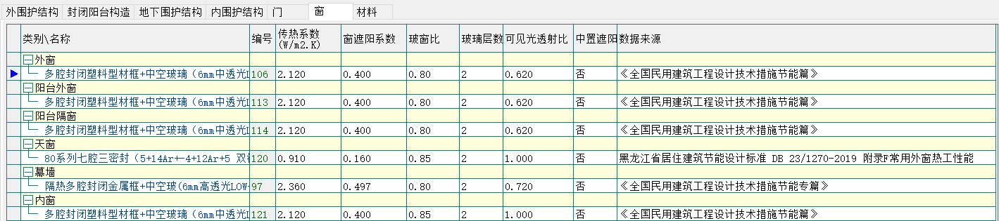 外围护结构 封闭阳台构造 地下围护结构 内围护结构 门 窗 材料
类别\名称 编号 传热系数 (W/m2.K) 窗遮阳系数 玻窗比 玻璃层数 可见光透射比 中置遮阳 数据来源
外窗
多腔封闭塑料型材框+中空玻璃（6mm中透光L 106 2.120 0.400 0.80 2 0.620 否 《全国民用建筑工程设计技术措施节能篇》
阳台外窗
多腔封闭塑料型材框+中空玻璃（6mm中透光L 113 2.120 0.400 0.80 2 0.620 否 《全国民用建筑工程设计技术措施节能篇》
阳台隔窗
多腔封闭塑料型材框+中空玻璃（6mm中透光L 114 2.120 0.400 0.80 2 0.620 否 《全国民用建筑工程设计技术措施节能篇》
天窗
80系列七腔三密封（5+14Ar+-4+12Ar+5 双 120 0.910 0.160 0.85 2 1.000 否 黑龙江省居住建筑节能设计标准 DB 23/1270-2019 附录F常用外窗热工性能
幕墙
隔热多腔封闭金属框+中空玻(6mm高透光LOW- 97 2.360 0.497 0.80 2 0.720 否 《全国民用建筑工程设计技术措施节能专篇》
内窗
多腔封闭塑料型材框+中空玻璃（6mm中透光L 121 2.120 0.400 0.85 2 1.000 否 《全国民用建筑工程设计技术措施节能篇》